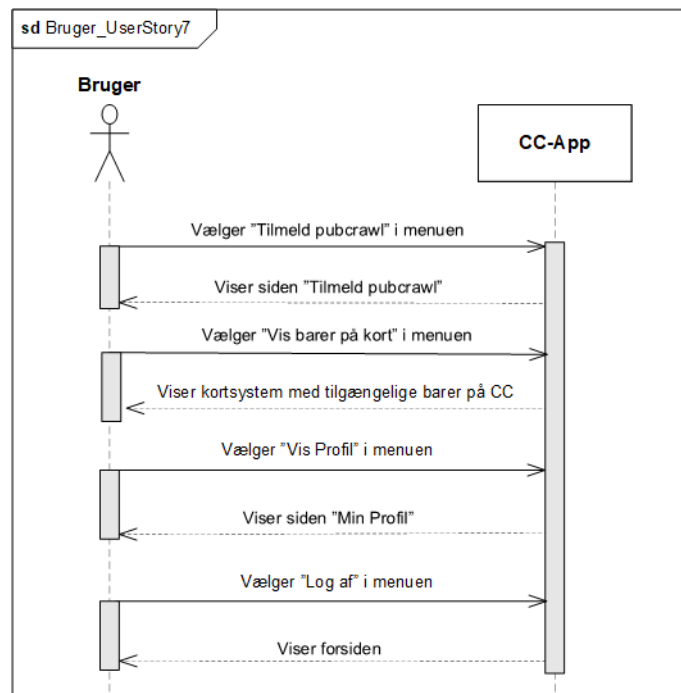 sd Bruger_UserStory7
Bruger
CC-App
Vælger ”Tilmeld pubcrawl” i menuen
Viser siden ”Tilmeld pubcrawl”
Vælger ”Vis barer på kort” i menuen
Viser kortsystem med tilgængelige barer på CC
Vælger ”Vis Profil” i menuen
Viser siden ”Min Profil”
Vælger ”Log af” i menuen
Viser forsiden